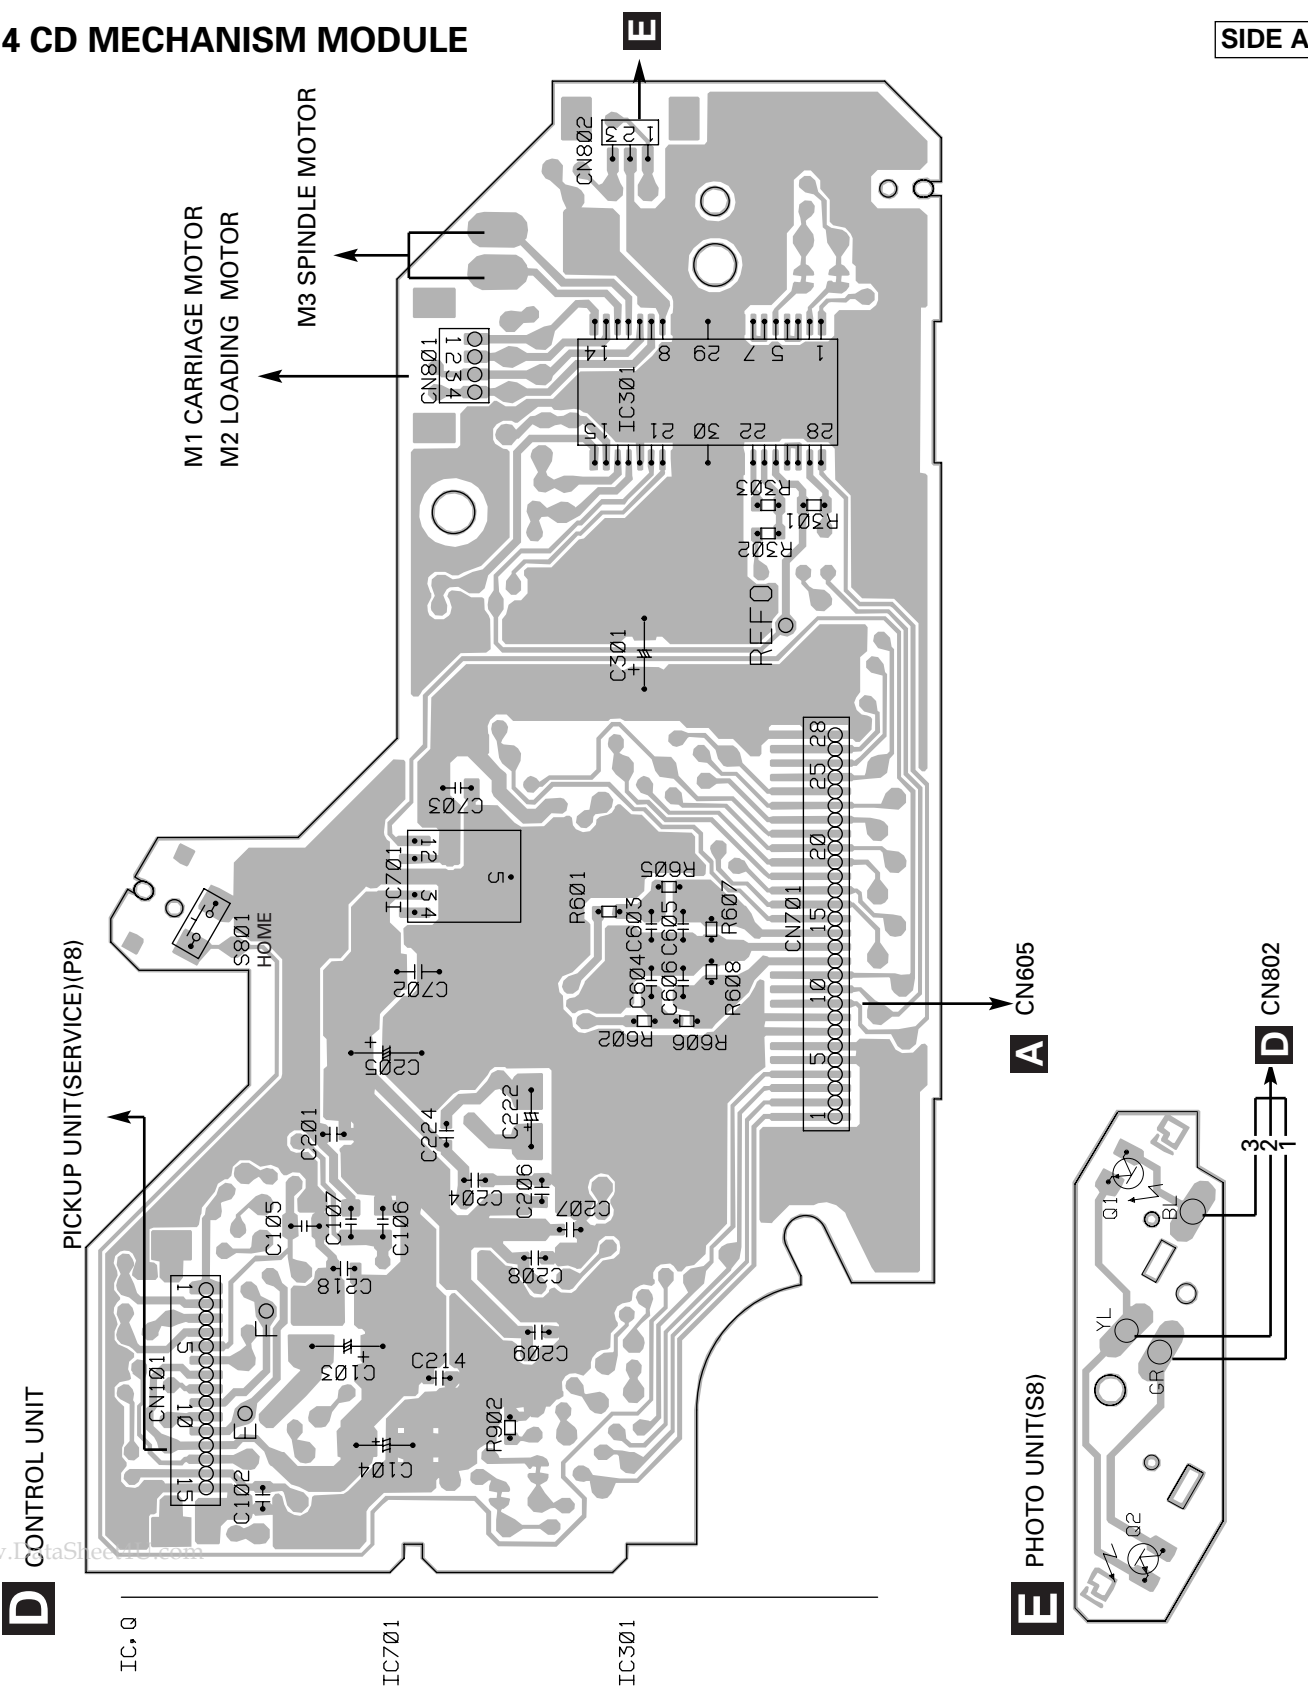 4 CD MECHANISM MODULE
SIDE A
E
M3 SPINDLE MOTOR
M1 CARRIAGE MOTOR
M2 LOADING MOTOR
CN802
3 2 1
CN801
1 2 3 4
14 8 29 7 5 1
IC301
15 21 30 22 28
R303
R301
R302
REFO
C301
+
C703
IC701
1 2 3 4 5
S801
HOME
PICKUP UNIT(SERVICE)(P8)
CN701
1 5 10 15 20 25 28
R601
R605
C603
C605
R607
C604
C606
R608
R602
R606
C702
C205
+
C201
C224
C222
+
C204
C206
C207
C208
C209
C105
C107
C106
C218
C103
+
C214
C104
+
R902
C102
CN101
1 5 10 15
F
E
A CN605
D CN802
3
2
1
Q1
BL
YL
GR
Q2
E PHOTO UNIT(S8)
D CONTROL UNIT
IC, Q
IC701
IC301